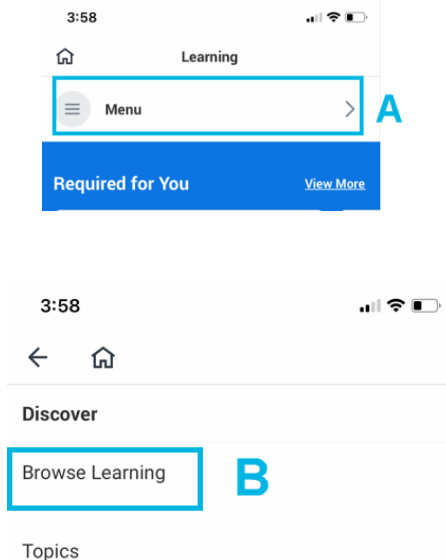 3:58
Learning
Menu
A
Required for You View More
3:58
Discover
Browse Learning
B
Topics